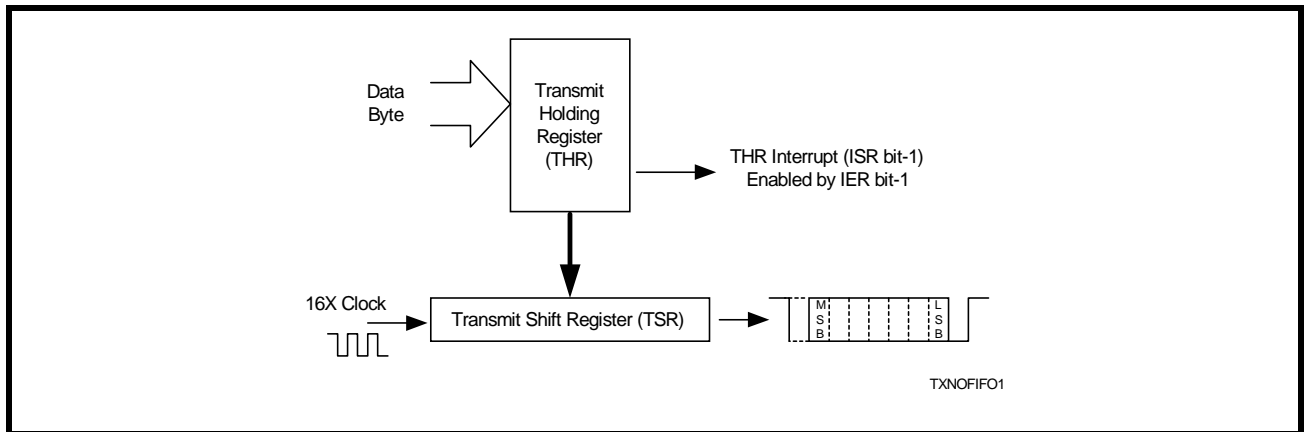 Data
Byte
Transmit
Holding
Register
(THR)
THR Interrupt (ISR bit-1)
Enabled by IER bit-1
16X Clock
Transmit Shift Register (TSR)
M
S
B
L
S
B
TXNOFIFO1